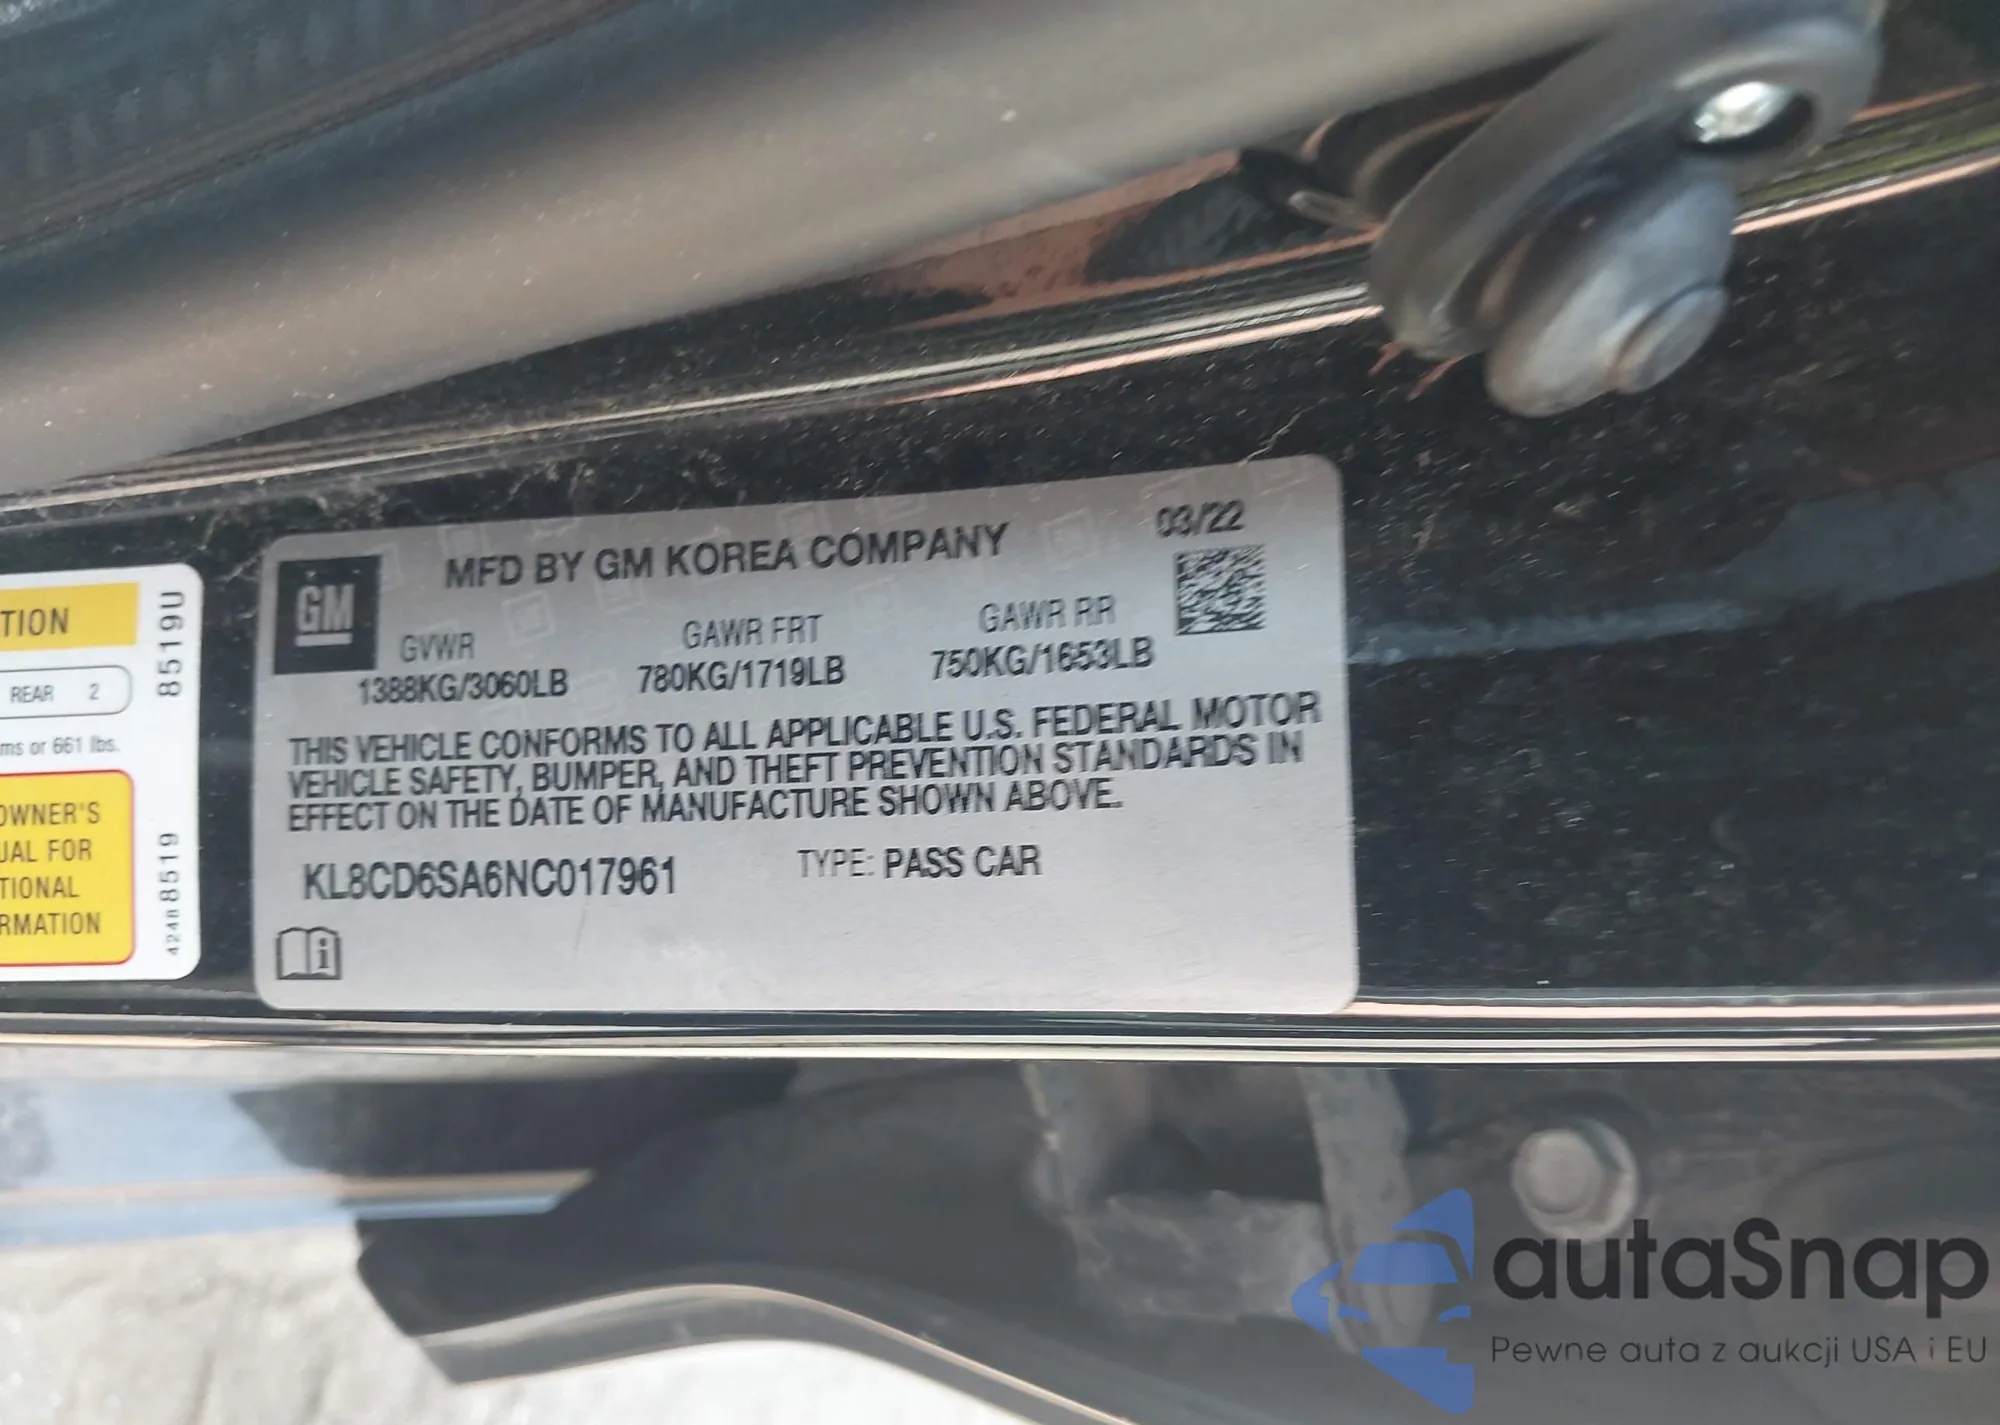 TION
REAR 2
ms or 661 lbs.
OWNER'S
UAL FOR
TIONAL
RMATION
8519U
4248 8519
GM
MFD BY GM KOREA COMPANY
03/22
GVWR GAWR FRT GAWR RR
1388KG/3060LB 780KG/1719LB 750KG/1653LB
THIS VEHICLE CONFORMS TO ALL APPLICABLE U.S. FEDERAL MOTOR
VEHICLE SAFETY, BUMPER, AND THEFT PREVENTION STANDARDS IN
EFFECT ON THE DATE OF MANUFACTURE SHOWN ABOVE.
KL8CD6SA6NC017961 TYPE: PASS CAR
i
autaSnap
Pewne auta z aukcji USA i EU